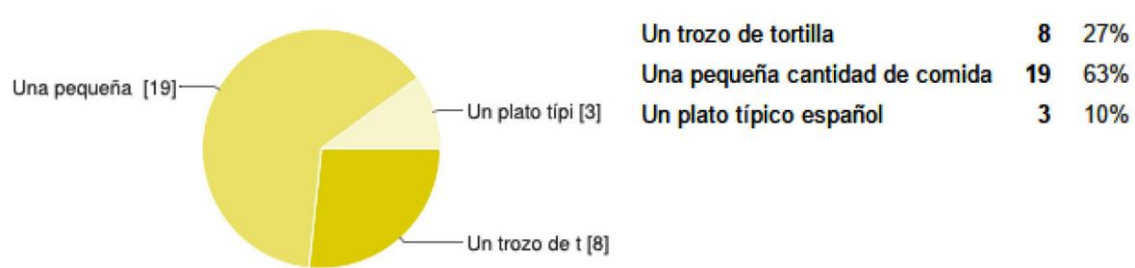 Una pequeña [19]
Un plato típi [3]
Un trozo de t [8]
Un trozo de tortilla 8 27%
Una pequeña cantidad de comida 19 63%
Un plato típico español 3 10%